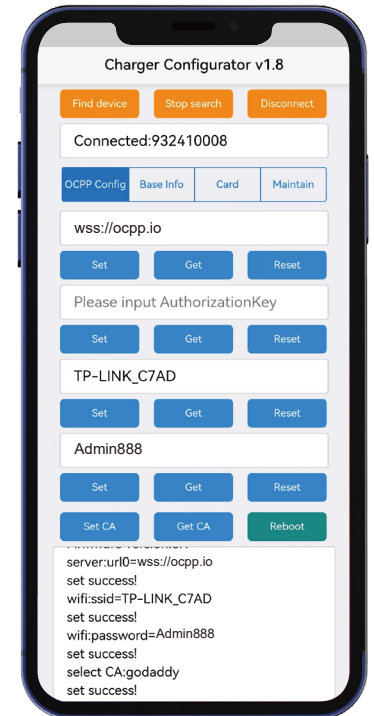 Charger Configurator v1.8
Find device Stop search Disconnect
Connected:932410008
OCPP Config Base Info Card Maintain
wss://ocpp.io
Set Get Reset
Please input AuthorizationKey
Set Get Reset
TP-LINK_C7AD
Set Get Reset
Admin888
Set Get Reset
Set CA Get CA Reboot
server:url0=wss://ocpp.io
set success!
wifi:ssid=TP-LINK_C7AD
set success!
wifi:password=Admin888
set success!
select CA:godaddy
set success!